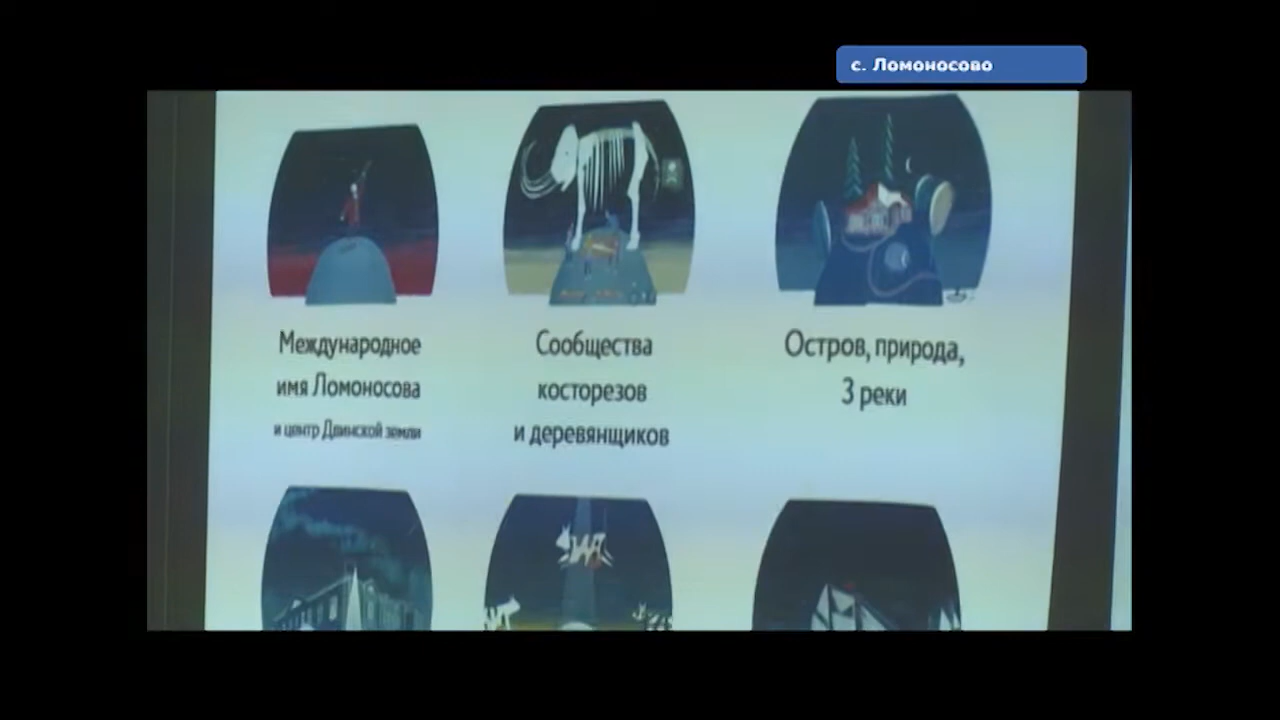 с. Ломоносово
Международное
имя Ломоносова
и центр Двинской земли
Сообщества
косторезов
и деревянщиков
Остров, природа,
3 реки